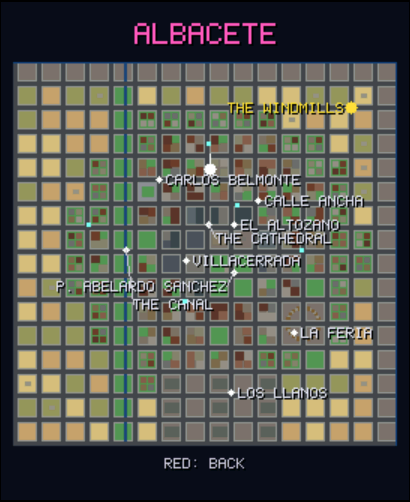 ALBACETE
THE WINDMILLS
CARLOS BELMONTE
CALLE ANCHA
EL ALTOZANO
THE CATHEDRAL
VILLACERRADA
P. ABELARDO SANCHEZ
THE CANAL
LA FERIA
LOS LLANOS
RED: BACK